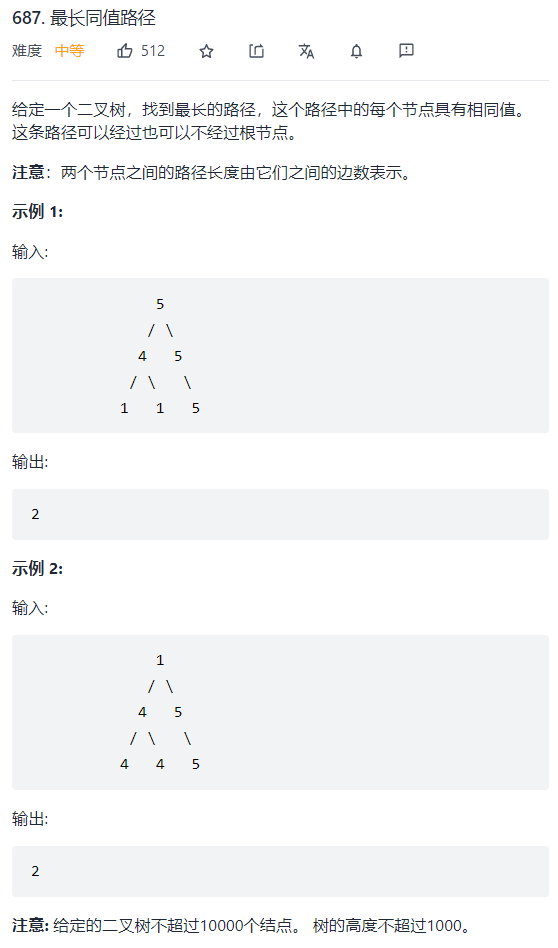 687. 最长同值路径
难度 中等 512
给定一个二叉树，找到最长的路径，这个路径中的每个节点具有相同值。
这条路径可以经过也可以不经过根节点。
注意：两个节点之间的路径长度由它们之间的边数表示。
示例 1:
输入:
5
/ \
4 5
/ \ \
1 1 5
输出:
2
示例 2:
输入:
1
/ \
4 5
/ \ \
4 4 5
输出:
2
注意: 给定的二叉树不超过10000个结点。 树的高度不超过1000。